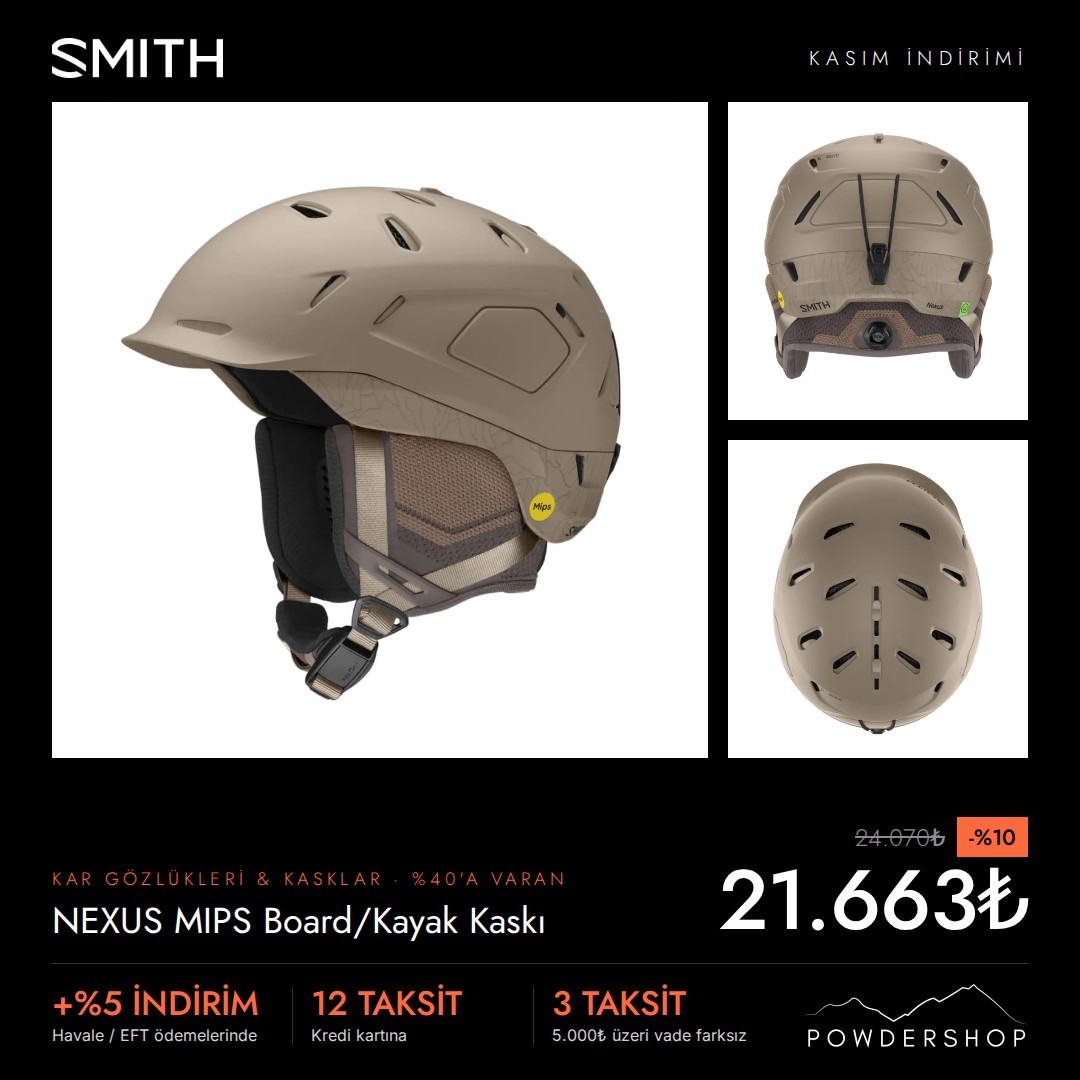 SMITH
KASIM İNDİRİMİ
Mips
SMITH
Nexus
24.070₺
-%10
21.663₺
KAR GÖZLÜKLERİ & KASKLAR · %40'A VARAN
NEXUS MIPS Board/Kayak Kaskı
+%5 İNDİRİM
Havale / EFT ödemelerinde
12 TAKSİT
Kredi kartına
3 TAKSİT
5.000₺ üzeri vade farksız
POWDERSHOP